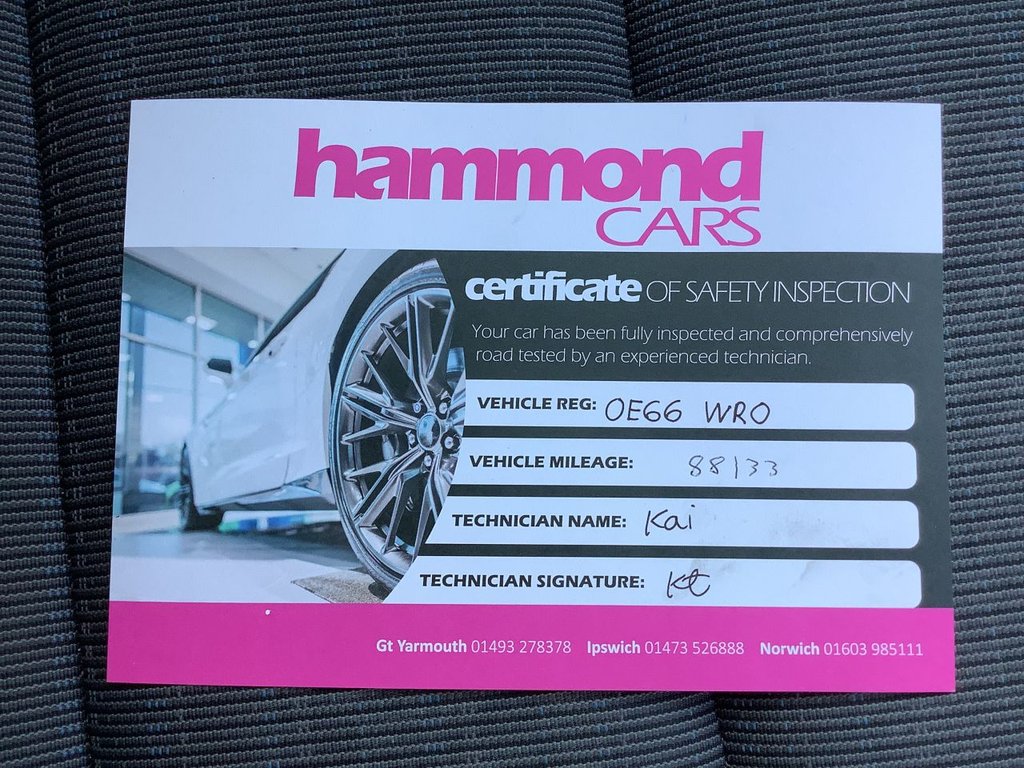 hammond
CARS
certificate OF SAFETY INSPECTION
Your car has been fully inspected and comprehensively
road tested by an experienced technician.
VEHICLE REG: OE66 WRO
VEHICLE MILEAGE: 88133
TECHNICIAN NAME: Kai
TECHNICIAN SIGNATURE: Kt
Gt Yarmouth 01493 278378 Ipswich 01473 526888 Norwich 01603 985111